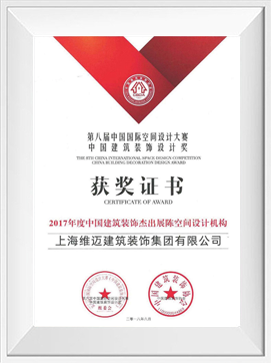 第八届中国国际空间设计大赛
中国建筑装饰设计奖
THE 8TH CHINA INTERNATIONAL SPACE DESIGN COMPETITION
CHINA BUILDING DECORATION DESIGN AWARD
获奖证书
CERTIFICATE OF AWARD
2017年度中国建筑装饰杰出展陈空间设计机构
上海维迈建筑装饰集团有限公司